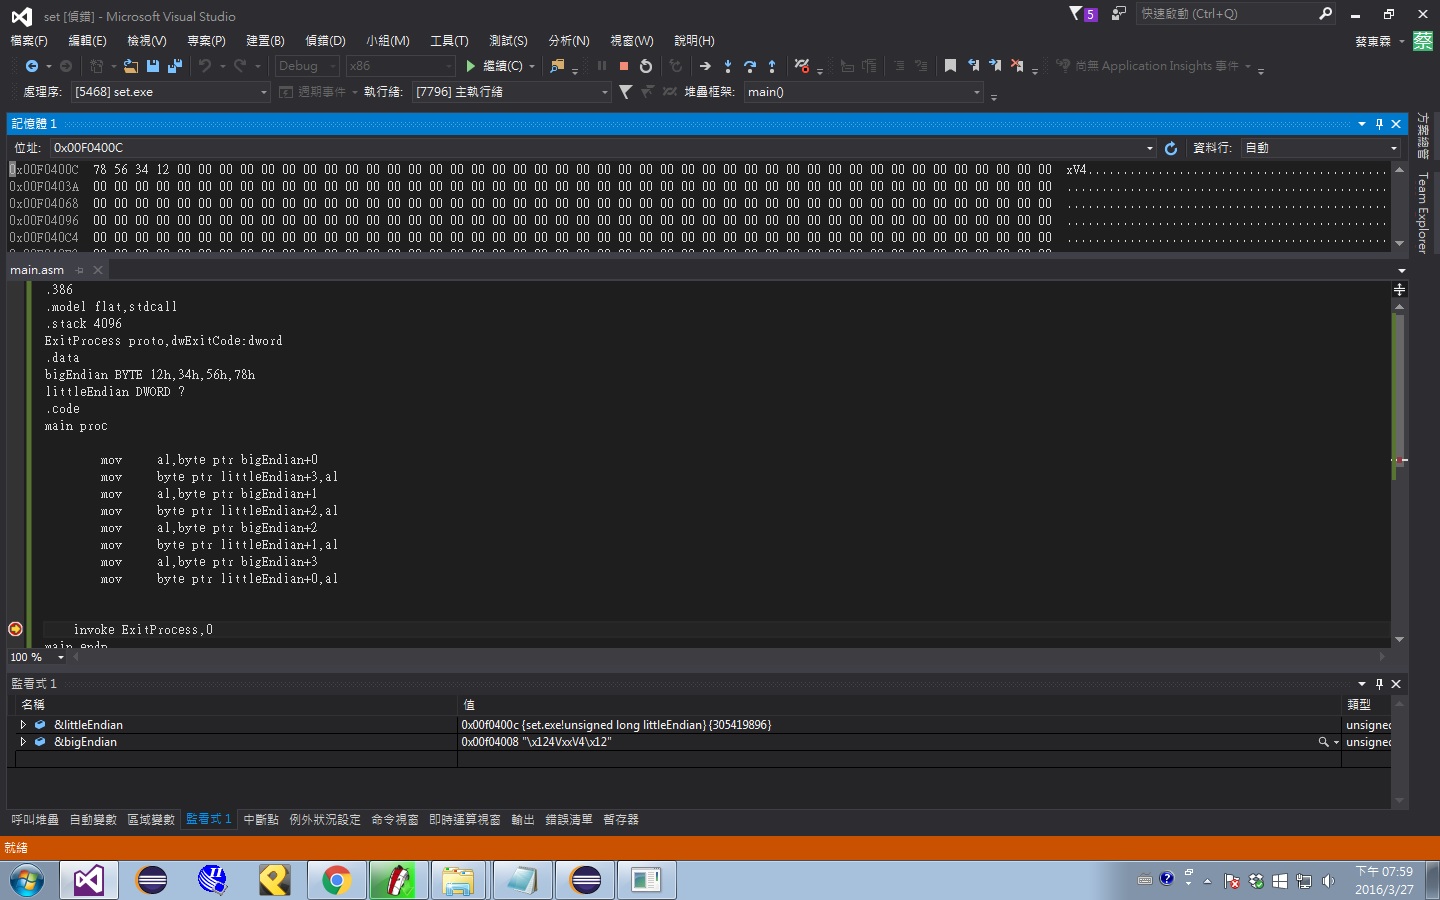 set [偵錯] - Microsoft Visual Studio
5
快速啟動 (Ctrl+Q)
檔案(F) 編輯(E) 檢視(V) 專案(P) 建置(B) 偵錯(D) 小組(M) 工具(T) 測試(S) 分析(N) 視窗(W) 說明(H)
蔡東霖 蔡
Debug x86 繼續(C) 尚無 Application Insights 事件
處理序: [5468] set.exe 週期事件 執行緒: [7796] 主執行緒 堆疊框架: main()
記憶體 1
位址: 0x00F0400C 資料行: 自動
0x00F0400C 78 56 34 12 00 00 00 00 00 00 00 00 00 00 00 00 00 00 00 00 00 00 00 00 00 00 00 00 00 00 00 00 00 00 00 00 00 00 00 00 00 00 00 00 00 00 xV4..........................................
0x00F0403A 00 00 00 00 00 00 00 00 00 00 00 00 00 00 00 00 00 00 00 00 00 00 00 00 00 00 00 00 00 00 00 00 00 00 00 00 00 00 00 00 00 00 00 00 00 00 ..............................................
0x00F04068 00 00 00 00 00 00 00 00 00 00 00 00 00 00 00 00 00 00 00 00 00 00 00 00 00 00 00 00 00 00 00 00 00 00 00 00 00 00 00 00 00 00 00 00 00 00 ..............................................
0x00F04096 00 00 00 00 00 00 00 00 00 00 00 00 00 00 00 00 00 00 00 00 00 00 00 00 00 00 00 00 00 00 00 00 00 00 00 00 00 00 00 00 00 00 00 00 00 00 ..............................................
0x00F040C4 00 00 00 00 00 00 00 00 00 00 00 00 00 00 00 00 00 00 00 00 00 00 00 00 00 00 00 00 00 00 00 00 00 00 00 00 00 00 00 00 00 00 00 00 00 00 ..............................................
方案總管
Team Explorer
main.asm
.386
.model flat,stdcall
.stack 4096
ExitProcess proto,dwExitCode:dword
.data
bigEndian BYTE 12h,34h,56h,78h
littleEndian DWORD ?
.code
main proc
mov al,byte ptr bigEndian+0
mov byte ptr littleEndian+3,al
mov al,byte ptr bigEndian+1
mov byte ptr littleEndian+2,al
mov al,byte ptr bigEndian+2
mov byte ptr littleEndian+1,al
mov al,byte ptr bigEndian+3
mov byte ptr littleEndian+0,al
invoke ExitProcess,0
main endp
100 %
監看式 1
名稱 值 類型
&littleEndian 0x00f0400c {set.exe!unsigned long littleEndian} {305419896} unsigned
&bigEndian 0x00f04008 "\x124VxxV4\x12" unsigned
呼叫堆疊 自動變數 區域變數 監看式 1 中斷點 例外狀況設定 命令視窗 即時運算視窗 輸出 錯誤清單 暫存器
就緒
下午 07:59
2016/3/27